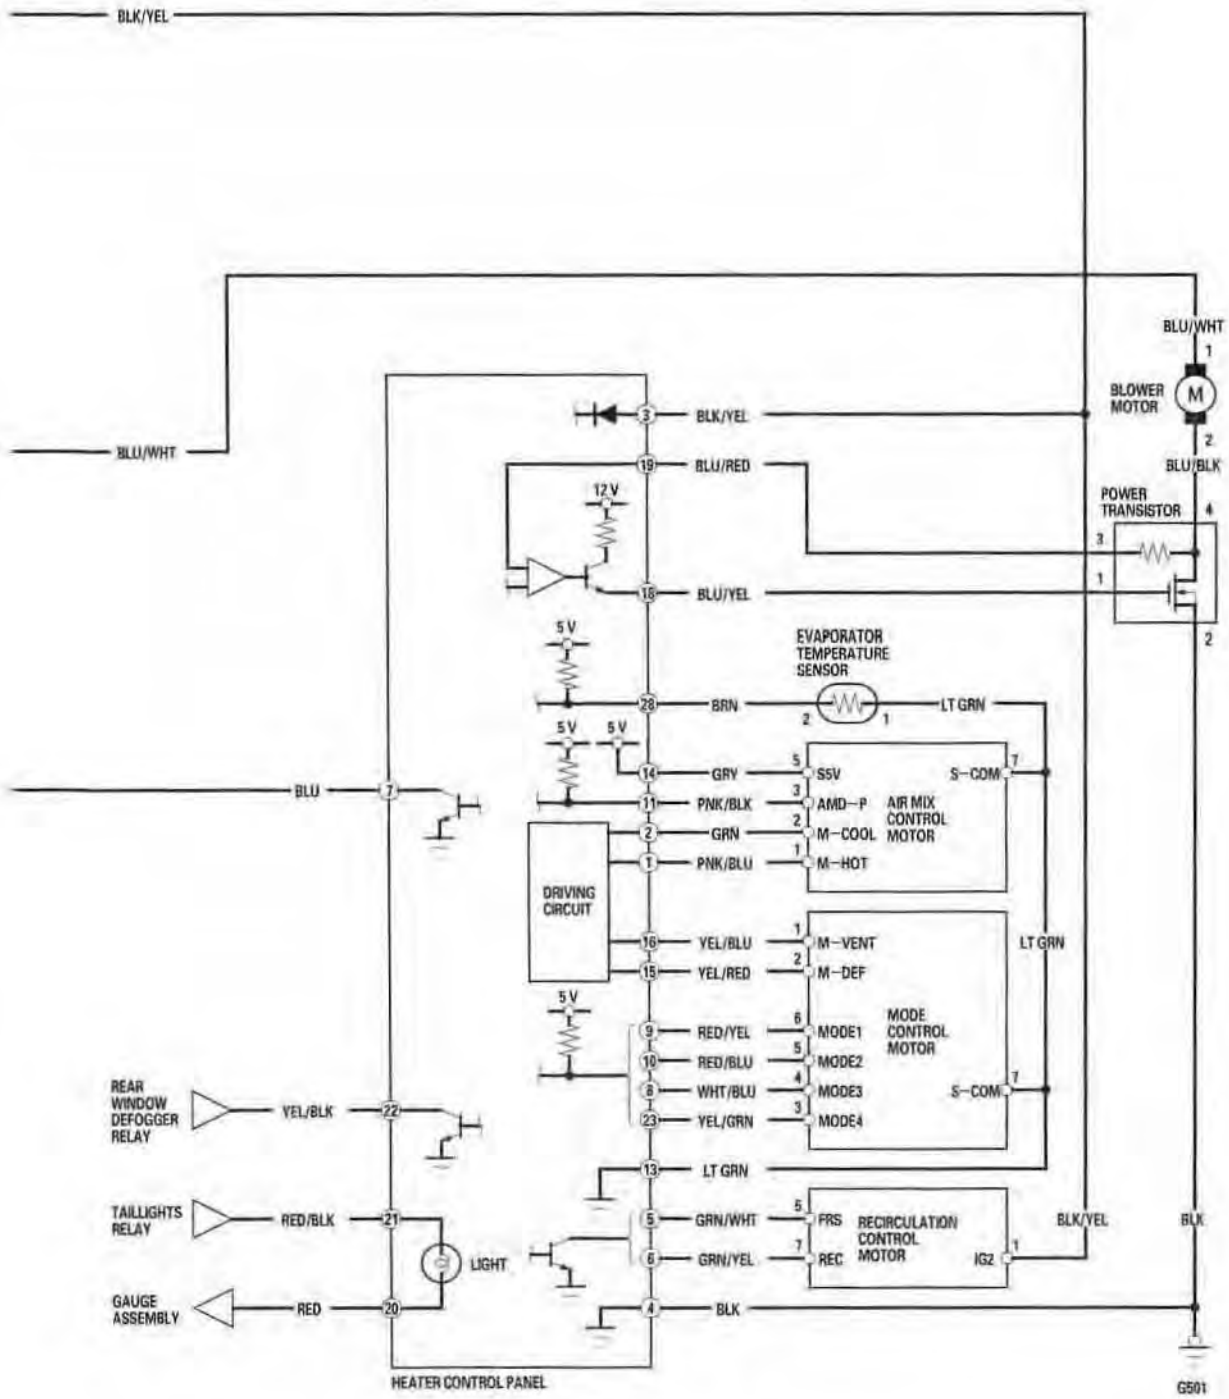 BLK/YEL
BLU/WHT
1
BLOWER
MOTOR
M
3
BLK/YEL
2
BLU/WHT
19
BLU/RED
BLU/BLK
12 V
POWER
TRANSISTOR
4
3
18
BLU/YEL
1
5 V
EVAPORATOR
TEMPERATURE
SENSOR
2
28
BRN
2
1
LT GRN
5 V
5 V
14
GRY
5
S5V
S-COM
7
BLU
7
11
PNK/BLK
3
AMD-P
AIR MIX
CONTROL
MOTOR
2
GRN
2
M-COOL
1
PNK/BLU
1
M-HOT
DRIVING
CIRCUIT
16
YEL/BLU
1
M-VENT
LT GRN
15
YEL/RED
2
M-DEF
5 V
9
RED/YEL
6
MODE1
MODE
CONTROL
MOTOR
10
RED/BLU
5
MODE2
8
WHT/BLU
4
MODE3
S-COM
7
REAR
WINDOW
DEFOGGER
RELAY
YEL/BLK
22
23
YEL/GRN
3
MODE4
13
LT GRN
TAILLIGHTS
RELAY
RED/BLK
21
5
GRN/WHT
5
FRS
RECIRCULATION
CONTROL
MOTOR
BLK/YEL
BLK
LIGHT
6
GRN/YEL
7
REC
IG2
1
GAUGE
ASSEMBLY
RED
20
4
BLK
HEATER CONTROL PANEL
G501